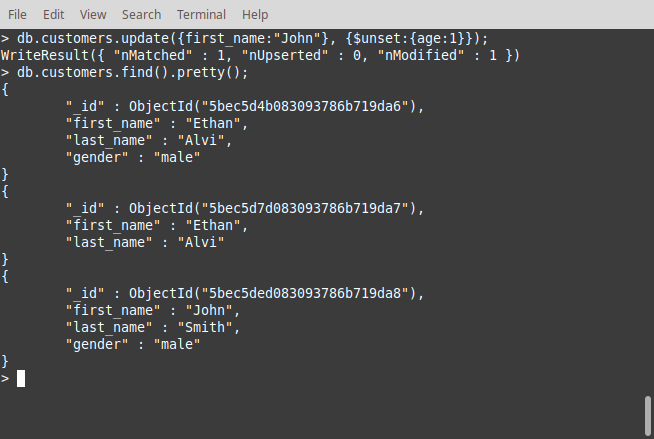 File Edit View Search Terminal Help
> db.customers.update({first_name:"John"}, {$unset:{age:1}});
WriteResult({ "nMatched" : 1, "nUpserted" : 0, "nModified" : 1 })
> db.customers.find().pretty();
{
"_id" : ObjectId("5bec5d4b083093786b719da6"),
"first_name" : "Ethan",
"last_name" : "Alvi",
"gender" : "male"
}
{
"_id" : ObjectId("5bec5d7d083093786b719da7"),
"first_name" : "Ethan",
"last_name" : "Alvi"
}
{
"_id" : ObjectId("5bec5ded083093786b719da8"),
"first_name" : "John",
"last_name" : "Smith",
"gender" : "male"
}
>